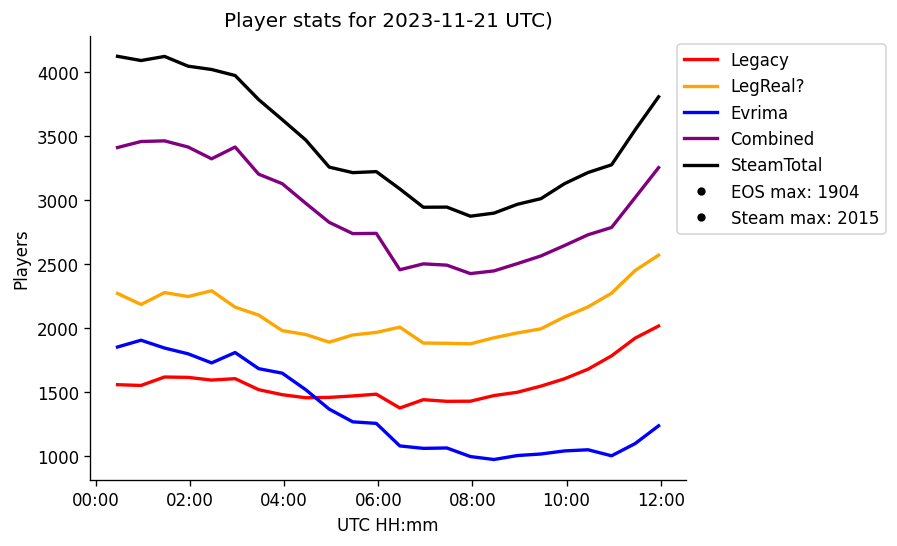 Player stats for 2023-11-21 UTC)
Legacy
LegReal?
Evrima
Combined
SteamTotal
EOS max: 1904
Steam max: 2015
Players
4000
3500
3000
2500
2000
1500
1000
00:00 02:00 04:00 06:00 08:00 10:00 12:00
UTC HH:mm